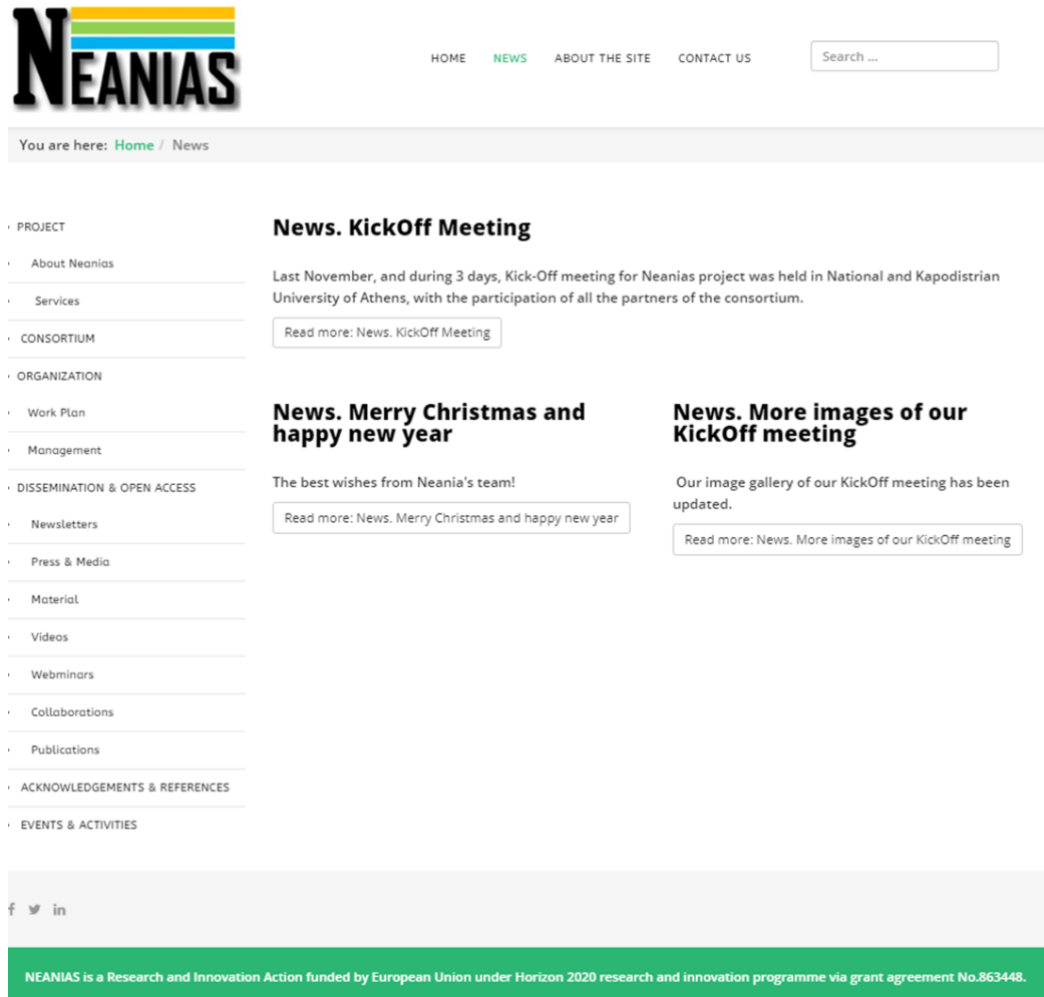 NEANIAS
HOME NEWS ABOUT THE SITE CONTACT US Search ...
You are here: Home / News
PROJECT
About Neanias
Services
CONSORTIUM
ORGANIZATION
Work Plan
Management
DISSEMINATION & OPEN ACCESS
Newsletters
Press & Media
Material
Videos
Webminars
Collaborations
Publications
ACKNOWLEDGEMENTS & REFERENCES
EVENTS & ACTIVITIES
News. KickOff Meeting
Last November, and during 3 days, Kick-Off meeting for Neanias project was held in National and Kapodistrian
University of Athens, with the participation of all the partners of the consortium.
Read more: News. KickOff Meeting
News. Merry Christmas and
happy new year
The best wishes from Neania's team!
Read more: News. Merry Christmas and happy new year
News. More images of our
KickOff meeting
Our image gallery of our KickOff meeting has been
updated.
Read more: News. More images of our KickOff meeting
NEANIAS is a Research and Innovation Action funded by European Union under Horizon 2020 research and innovation programme via grant agreement No.863448.